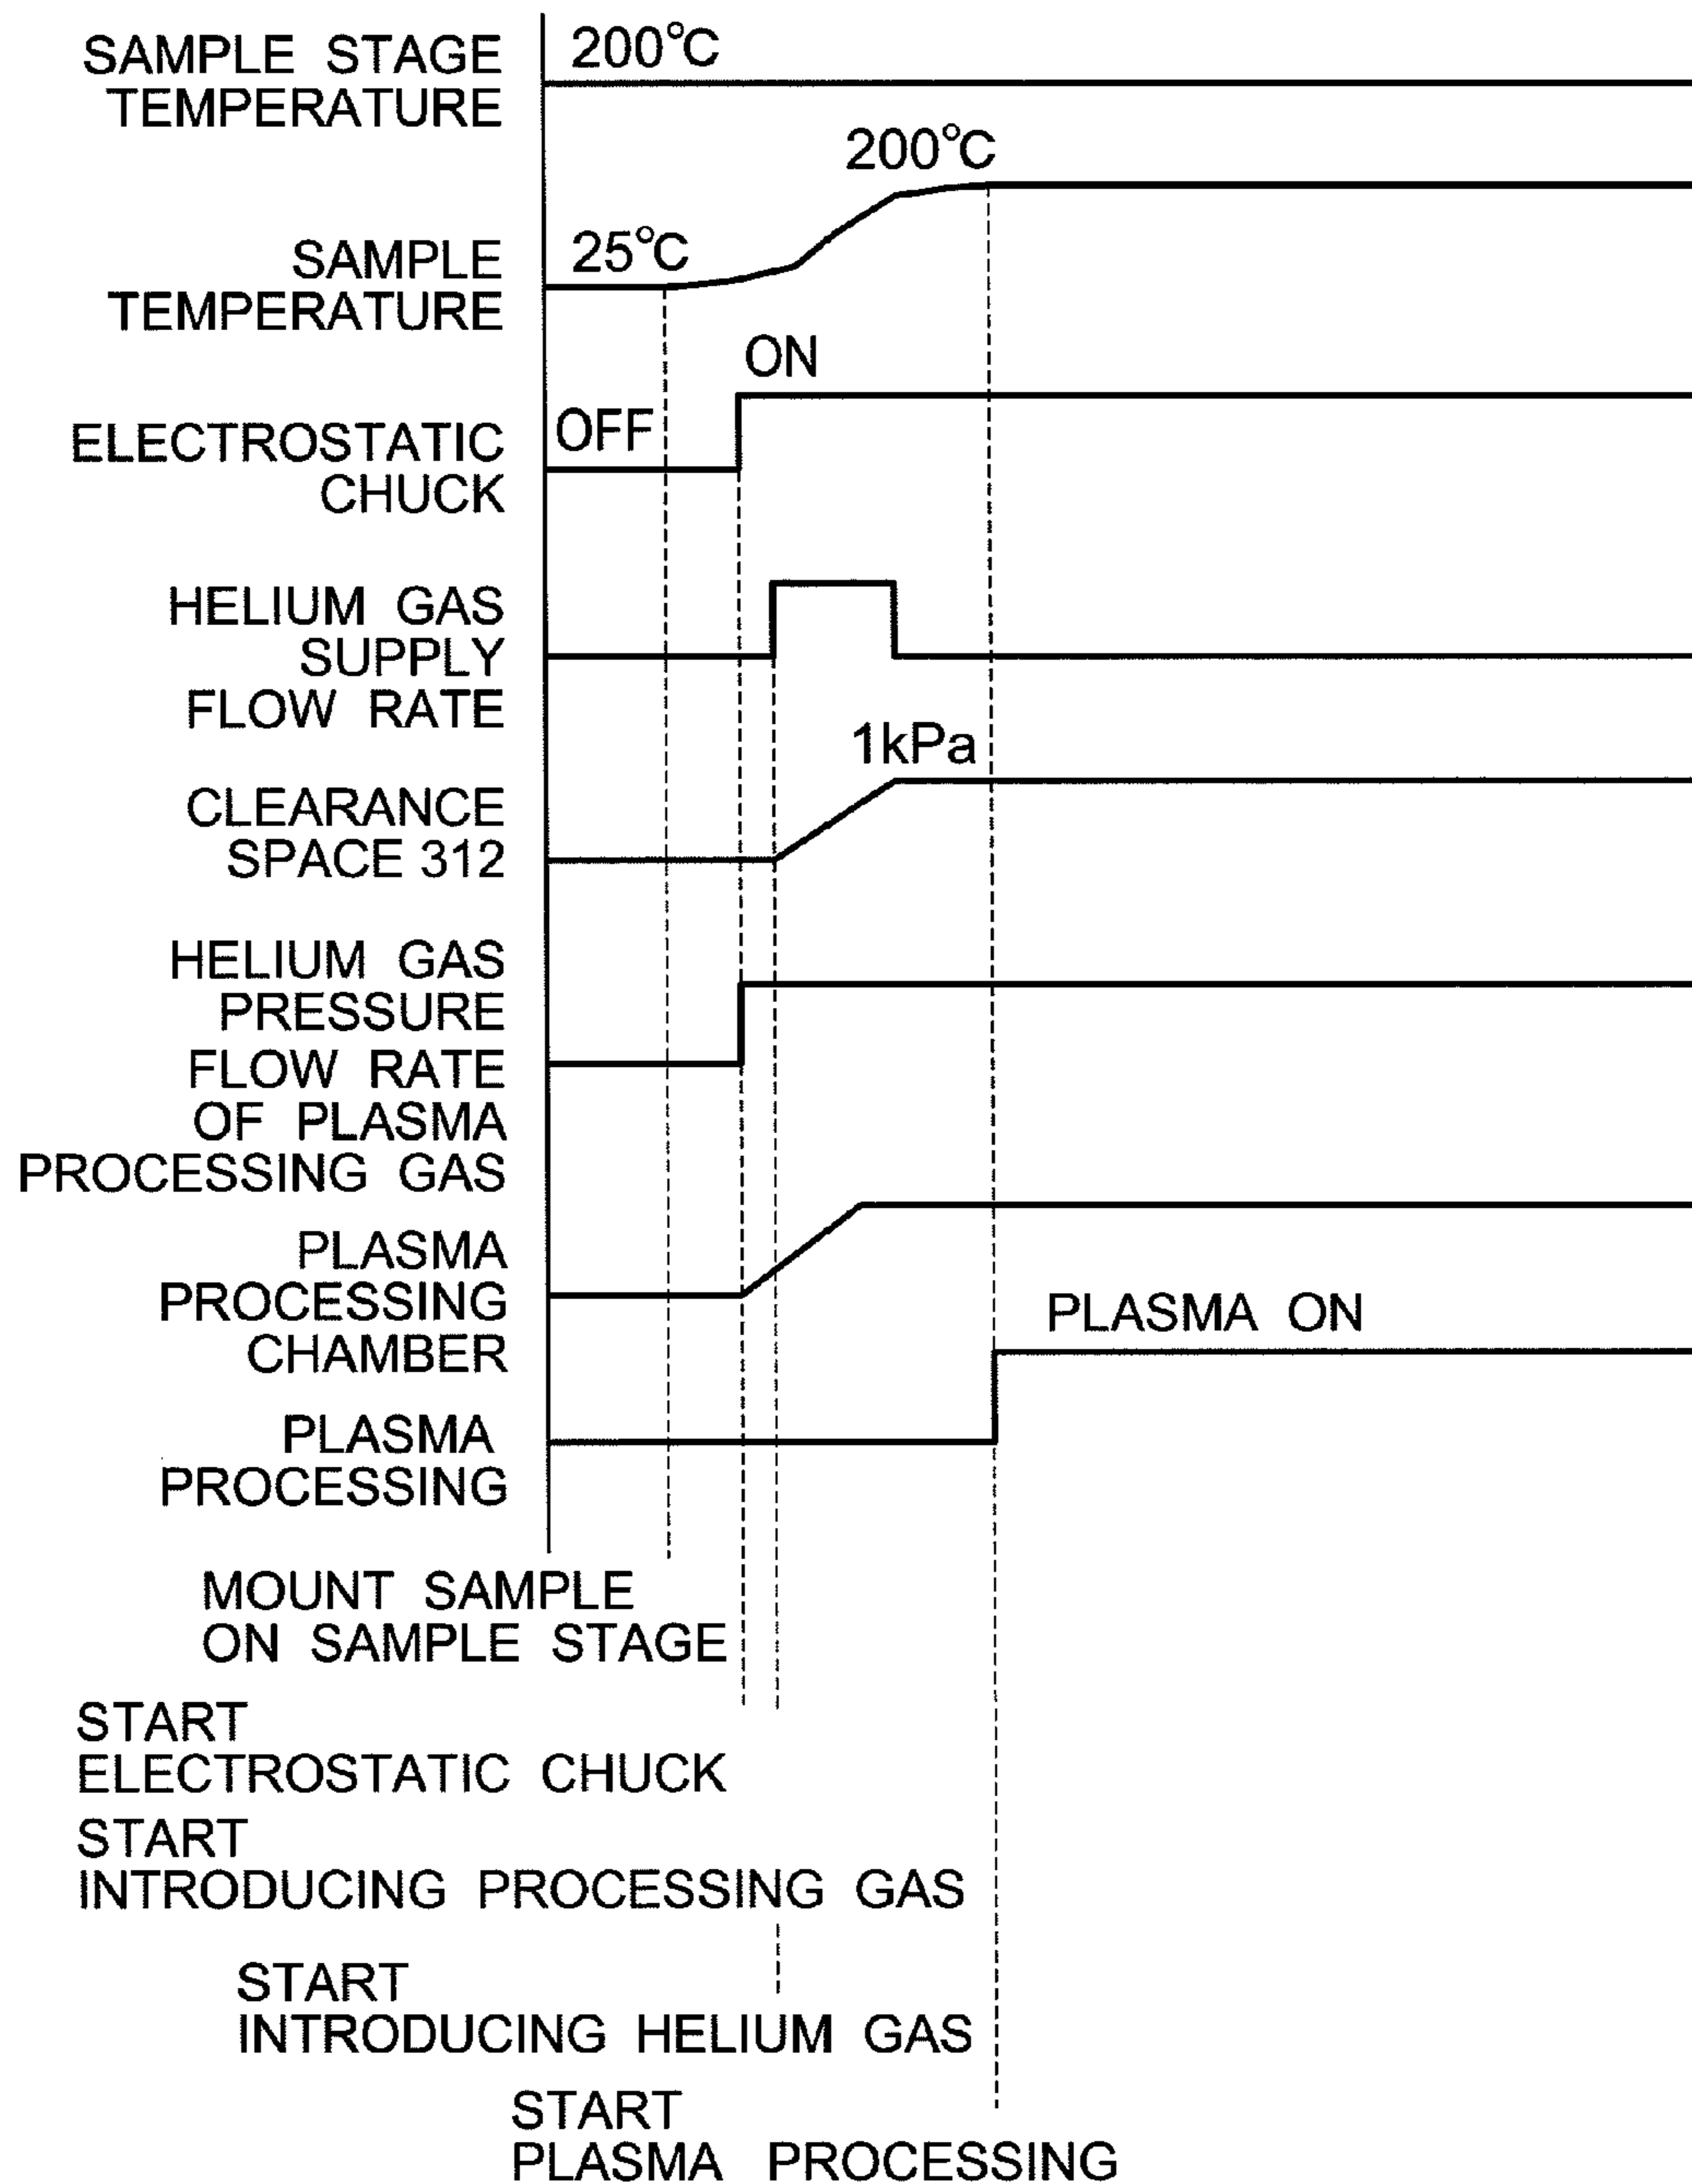 200°C
SAMPLE STAGE
TEMPERATURE
200°C
25°C
SAMPLE
TEMPERATURE
ON
OFF
ELECTROSTATIC
CHUCK
HELIUM GAS
SUPPLY
FLOW RATE
1kPa
CLEARANCE
SPACE 312
HELIUM GAS
PRESSURE
FLOW RATE
OF PLASMA
PROCESSING GAS
PLASMA
PROCESSING
CHAMBER
PLASMA ON
PLASMA
PROCESSING
MOUNT SAMPLE
ON SAMPLE STAGE
START
ELECTROSTATIC CHUCK
START
INTRODUCING PROCESSING GAS
START
INTRODUCING HELIUM GAS
START
PLASMA PROCESSING